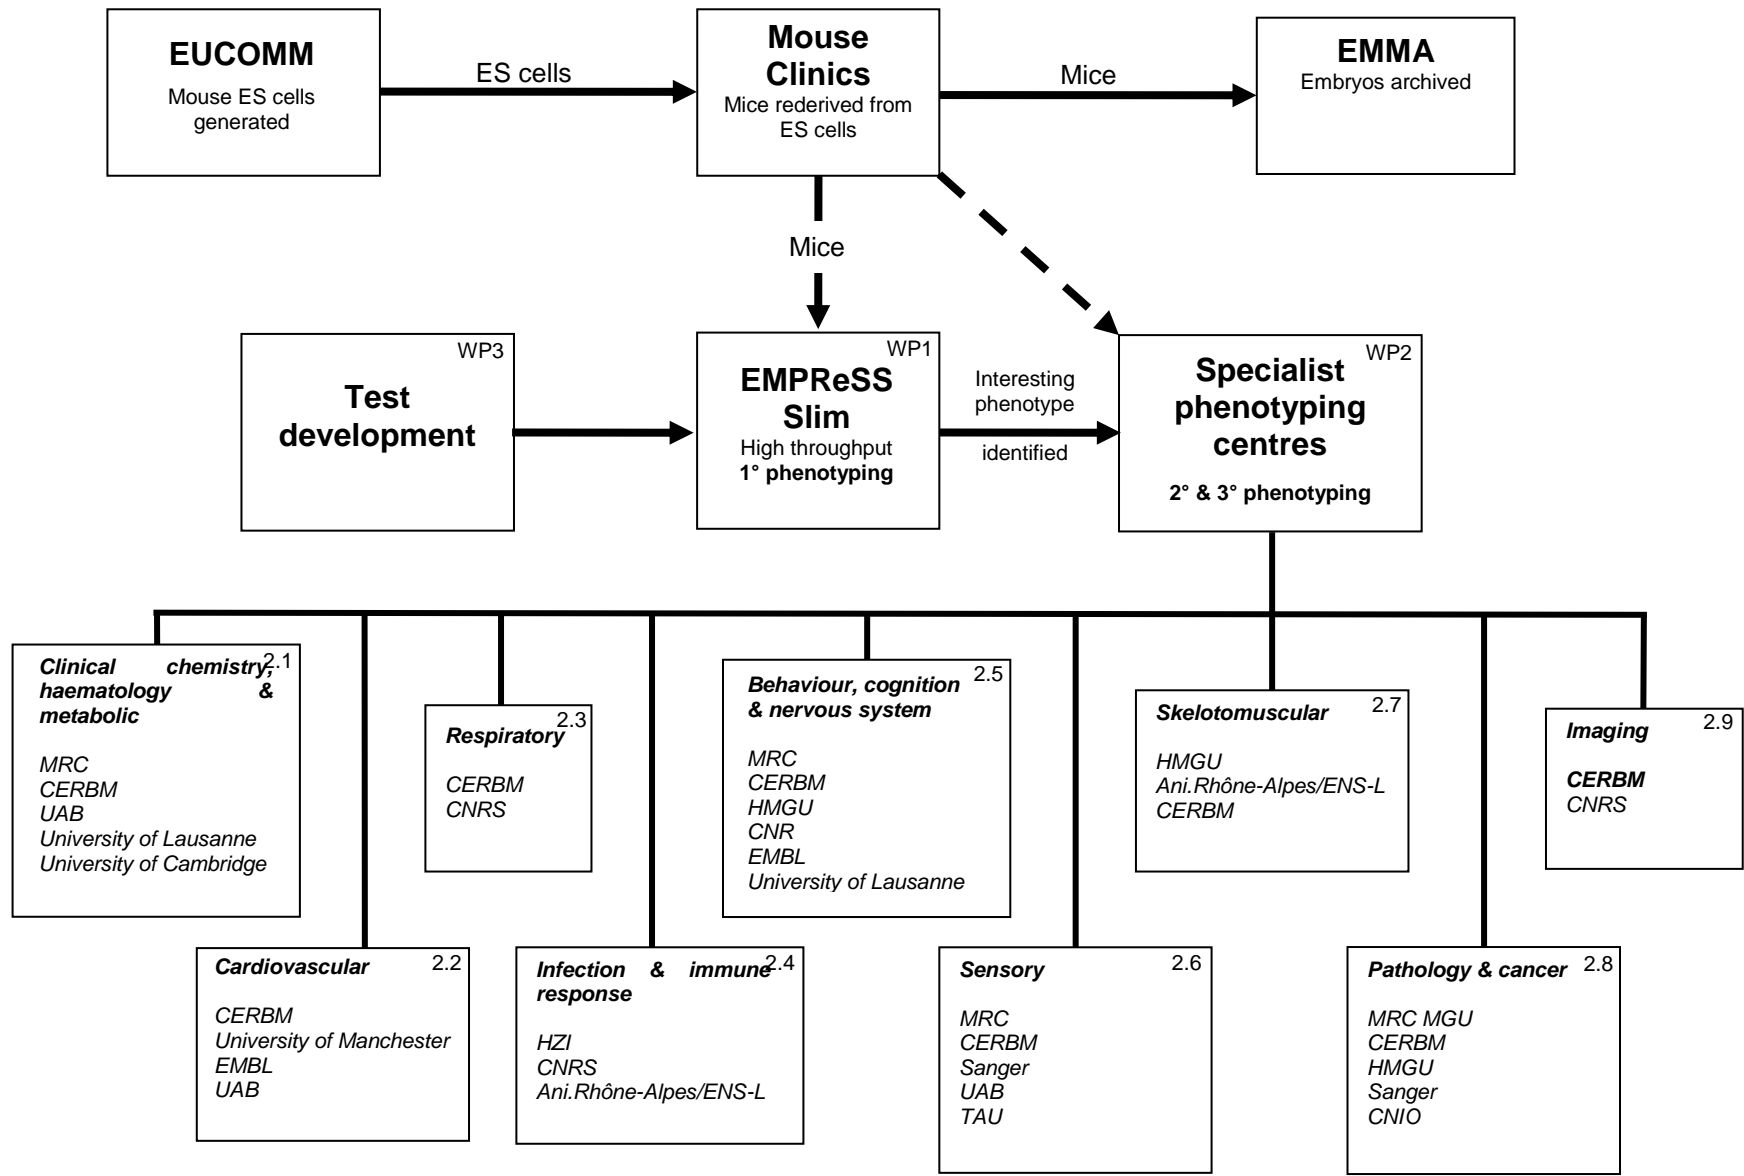 EUCOMM
Mouse ES cells
generated
ES cells
Mouse
Clinics
Mice rederived from
ES cells
Mice
EMMA
Embryos archived
Mice
WP3
Test
development
WP1
EMPReSS
Slim
High throughput
1° phenotyping
Interesting
phenotype
identified
WP2
Specialist
phenotyping
centres
2° & 3° phenotyping
2.1
Clinical chemistry,
haematology &
metabolic
MRC
CERBM
UAB
University of Lausanne
University of Cambridge
2.2
Cardiovascular
CERBM
University of Manchester
EMBL
UAB
2.3
Respiratory
CERBM
CNRS
2.4
Infection & immune
response
HZI
CNRS
Ani.Rhône-Alpes/ENS-L
2.5
Behaviour, cognition
& nervous system
MRC
CERBM
HMGU
CNR
EMBL
University of Lausanne
2.6
Sensory
MRC
CERBM
Sanger
UAB
TAU
2.7
Skelotomuscular
HMGU
Ani.Rhône-Alpes/ENS-L
CERBM
2.8
Pathology & cancer
MRC MGU
CERBM
HMGU
Sanger
CNIO
2.9
Imaging
CERBM
CNRS